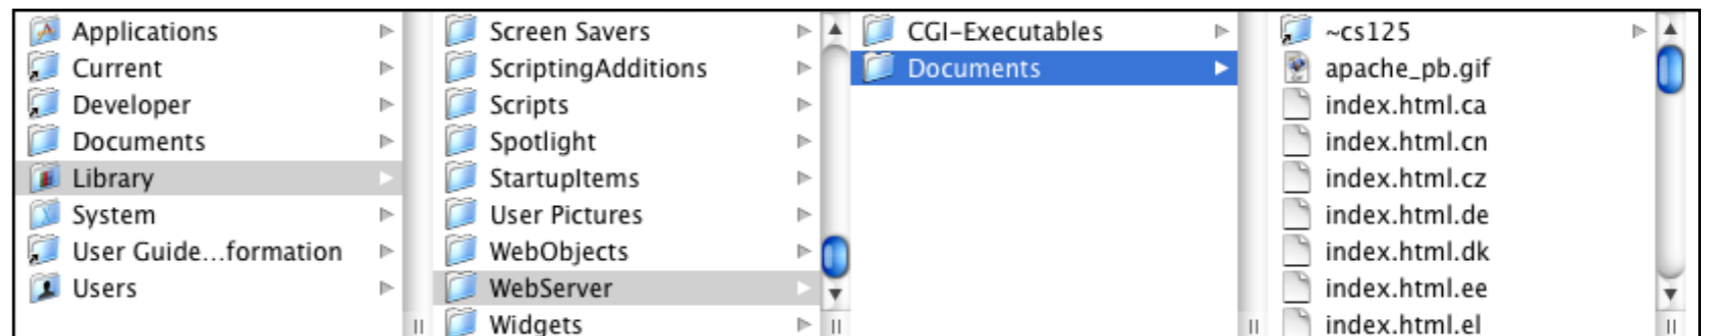 Applications
Current
Developer
Documents
Library
System
User Guide...formation
Users
Screen Savers
ScriptingAdditions
Scripts
Spotlight
StartupItems
User Pictures
WebObjects
WebServer
Widgets
CGI-Executables
Documents
~cs125
apache_pb.gif
index.html.ca
index.html.cn
index.html.cz
index.html.de
index.html.dk
index.html.ee
index.html.el